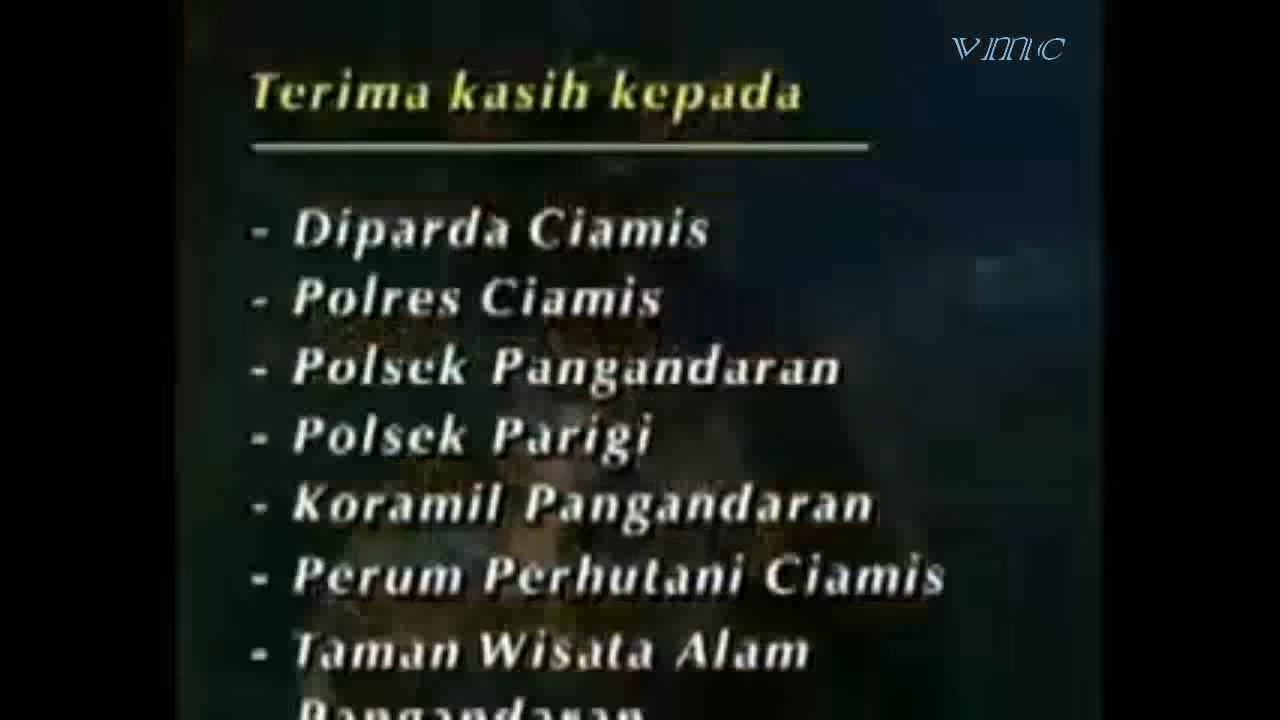 vmc
Terima kasih kepada
- Diparda Ciamis
- Polres Ciamis
- Polsek Pangandaran
- Polsek Parigi
- Koramil Pangandaran
- Perum Perhutani Ciamis
- Taman Wisata Alam
Pangandaran